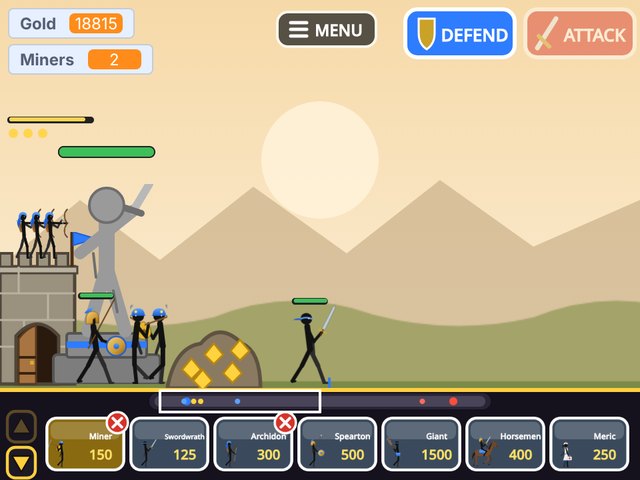 Gold 18815
Miners 2
MENU
DEFEND
ATTACK
Miner
150
Swordwrath
125
Archidon
300
Spearton
500
Giant
1500
Horsemen
400
Meric
250